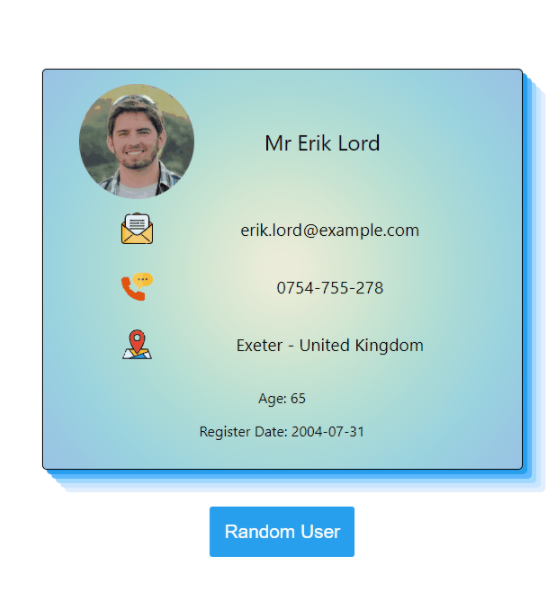 Mr Erik Lord
erik.lord@example.com
0754-755-278
Exeter - United Kingdom
Age: 65
Register Date: 2004-07-31
Random User